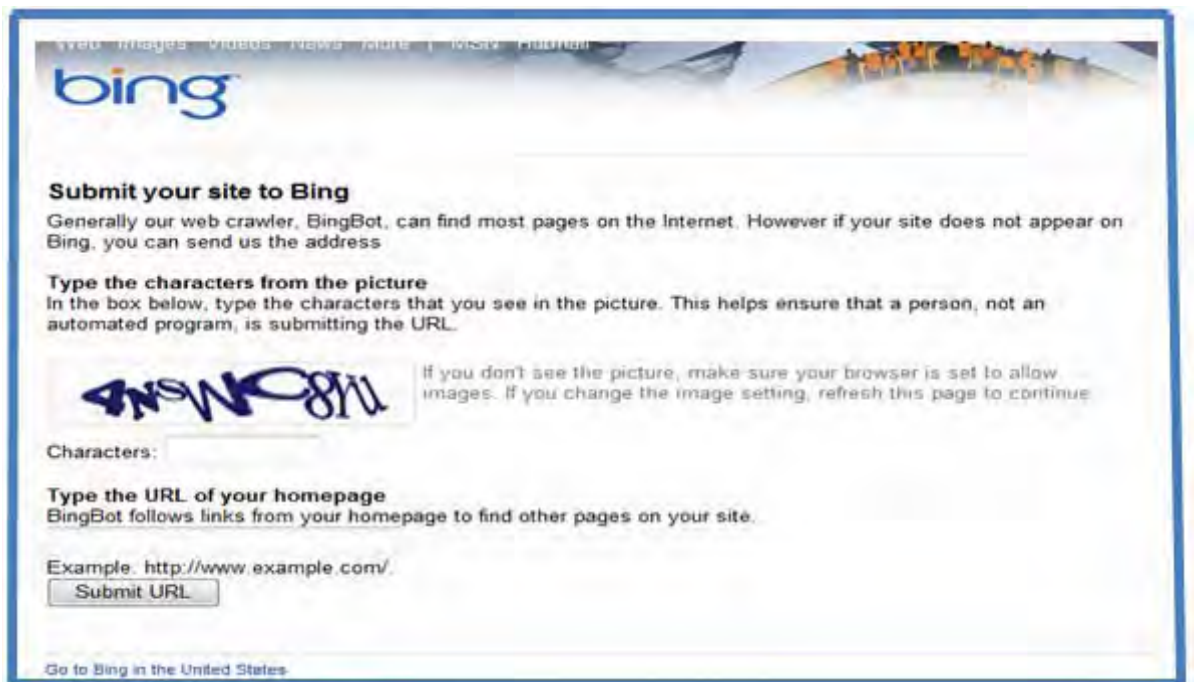 Web Images Videos News More | MSN Hotmail
bing
Submit your site to Bing
Generally our web crawler, BingBot, can find most pages on the Internet. However if your site does not appear on
Bing, you can send us the address
Type the characters from the picture
In the box below, type the characters that you see in the picture. This helps ensure that a person, not an
automated program, is submitting the URL.
If you don't see the picture, make sure your browser is set to allow
images. If you change the image setting, refresh this page to continue.
Characters:
Type the URL of your homepage
BingBot follows links from your homepage to find other pages on your site.
Example. http://www.example.com/.
Submit URL
Go to Bing in the United States